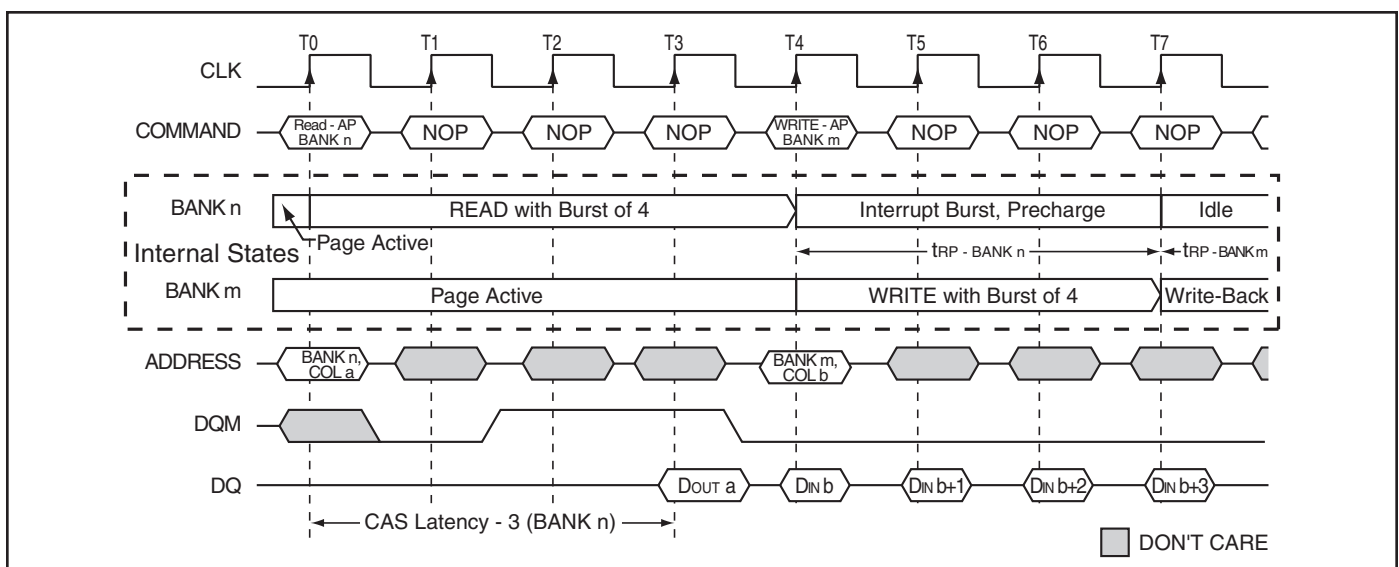 T0 T1 T2 T3 T4 T5 T6 T7
CLK
COMMAND Read - AP NOP NOP NOP WRITE - AP NOP NOP NOP
BANK n BANK m
BANK n READ with Burst of 4 Interrupt Burst, Precharge Idle
Page Active tRP - BANK n tRP - BANK m
Internal States
BANK m Page Active WRITE with Burst of 4 Write-Back
ADDRESS BANK n, BANK m,
COL a COL b
DQM
DQ DOUT a DIN b DIN b+1 DIN b+2 DIN b+3
CAS Latency - 3 (BANK n)
DON'T CARE